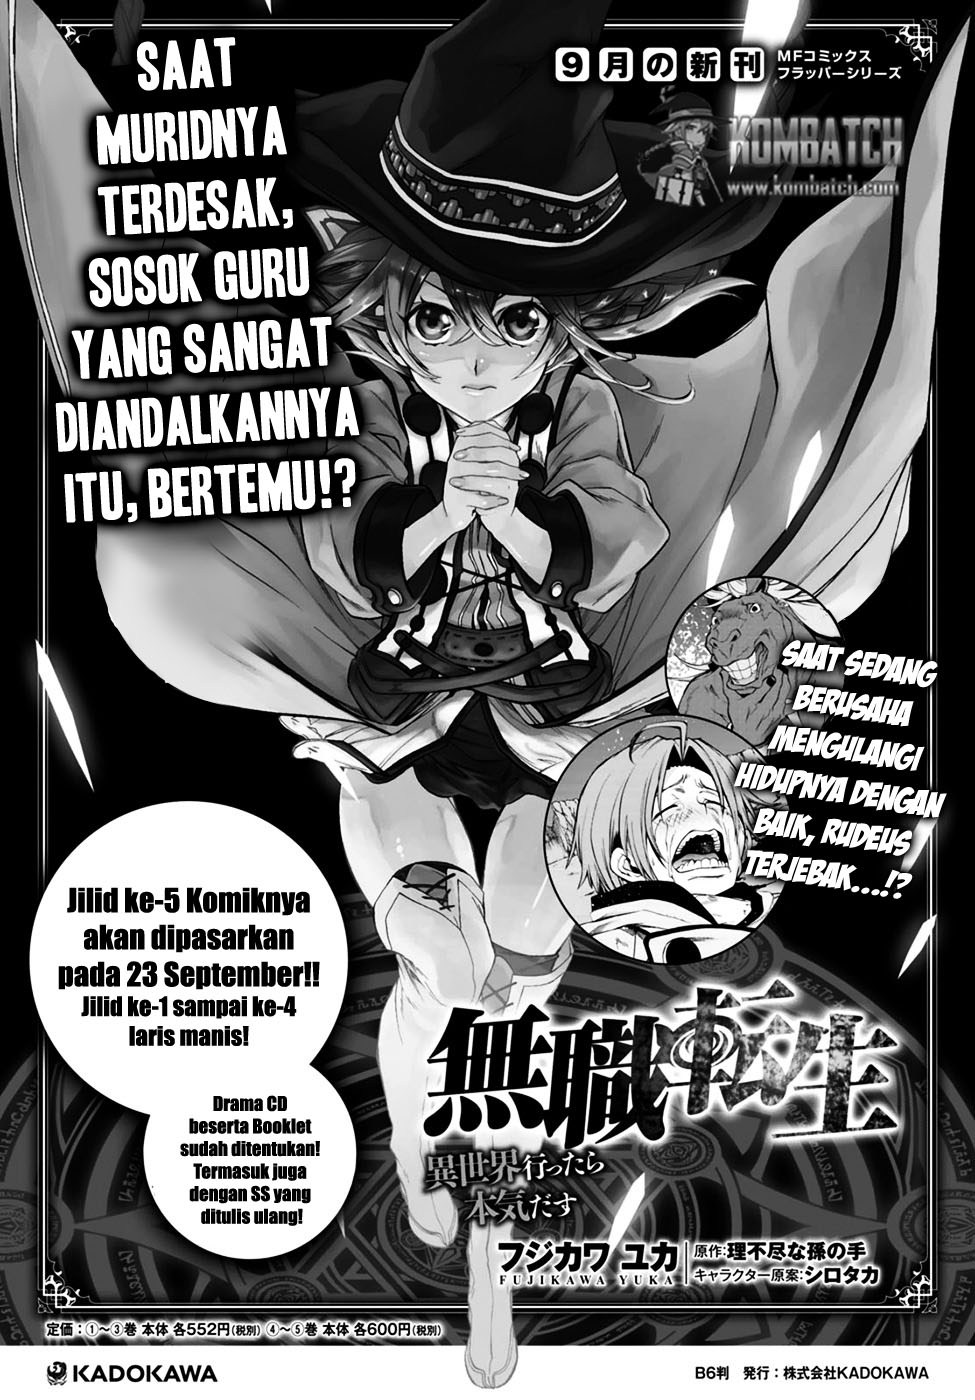 SAAT
MURIDNYA
TERDESAK,
SOSOK GURU
YANG SANGAT
DIANDALKANNYA
ITU, BERTEMU!?
9月の新刊
MFコミックス
フラッパーシリーズ
KOMBATCH
www.kombatch.com
SAAT SEDANG
BERUSAHA
MENGULANGI
HIDUPNYA DENGAN
BAIK, RUDEUS
TERJEBAK....!?
Jilid ke-5 Komiknya
akan dipasarkan
pada 23 September!!
Jilid ke-1 sampai ke-4
laris manis!
Drama CD
beserta Booklet
sudah ditentukan!
Termasuk juga
dengan SS yang
ditulis ulang!
無職転生
異世界行ったら
本気だす
フジカワ ユカ
FUJIKAWA YUKA
原作:理不尽な孫の手
キャラクター原案:シロタカ
定価:①〜③巻 本体 各552円(税別) ④〜⑤巻 本体 各600円(税別)
KADOKAWA
B6判 発行:株式会社KADOKAWA